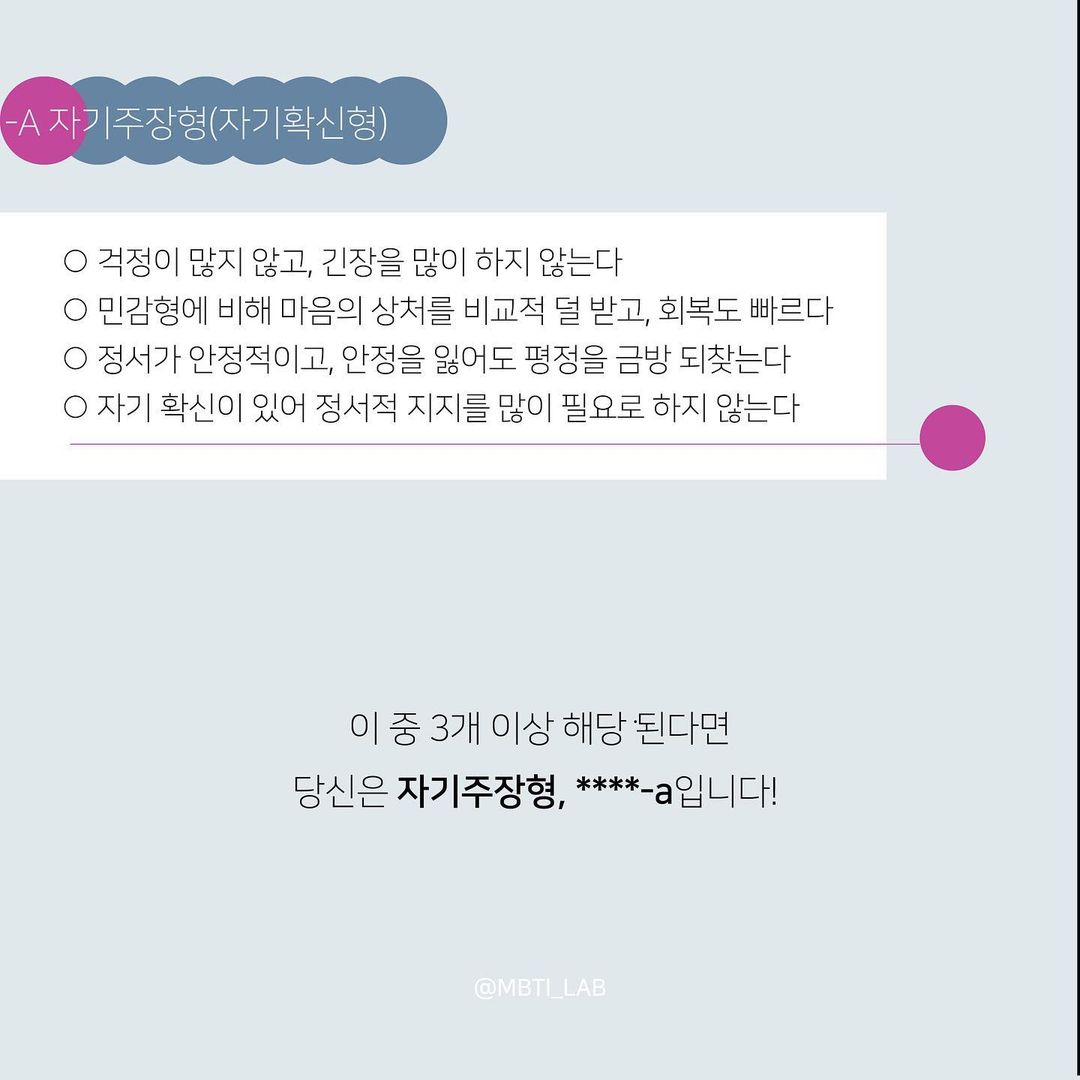 -A 자기주장형(자기확신형)
○ 걱정이 많지 않고, 긴장을 많이 하지 않는다
○ 민감형에 비해 마음의 상처를 비교적 덜 받고, 회복도 빠르다
○ 정서가 안정적이고, 안정을 잃어도 평정을 금방 되찾는다
○ 자기 확신이 있어 정서적 지지를 많이 필요로 하지 않는다
이 중 3개 이상 해당 된다면
당신은 자기주장형, ****-a입니다!
@MBTI_LAB